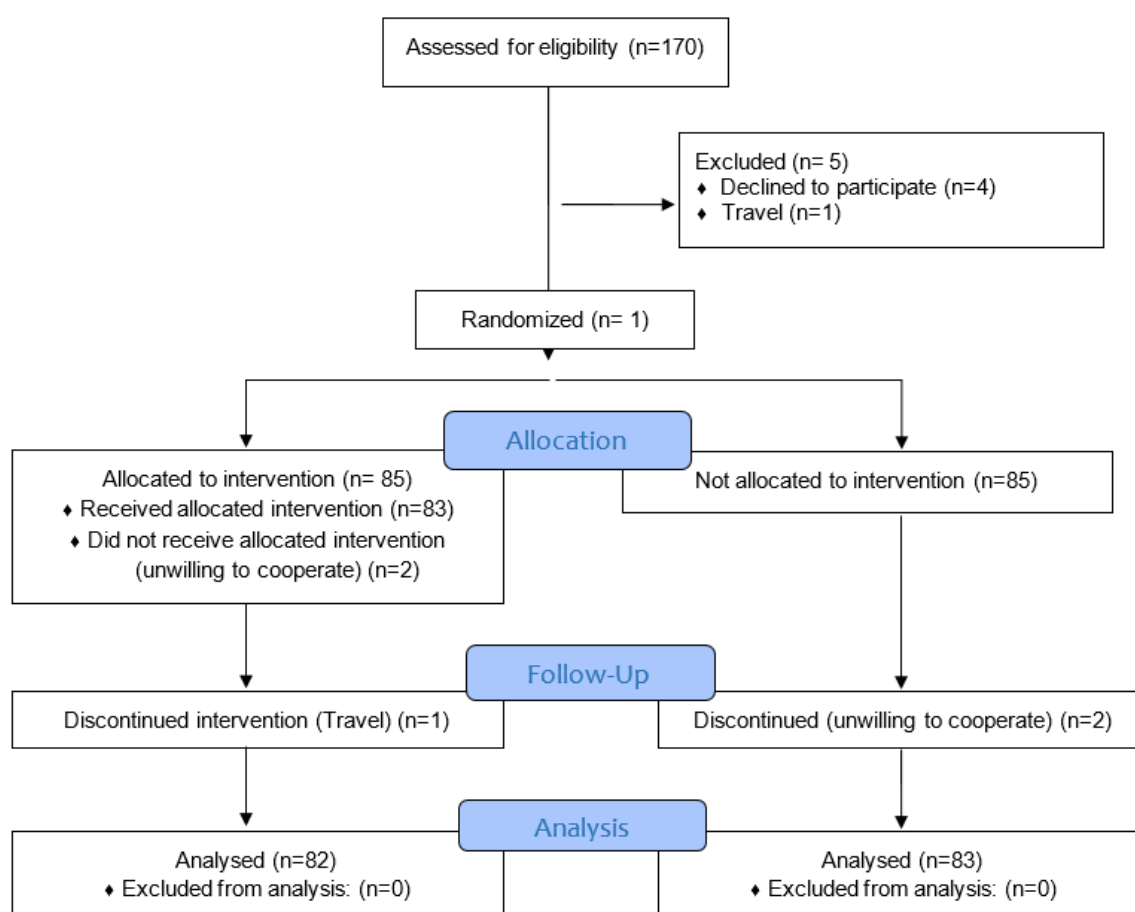 Assessed for eligibility (n=170)
Excluded (n= 5)
♦ Declined to participate (n=4)
♦ Travel (n=1)
Randomized (n= 1)
Allocation
Allocated to intervention (n= 85)
♦ Received allocated intervention (n=83)
♦ Did not receive allocated intervention
(unwilling to cooperate) (n=2)
Not allocated to intervention (n=85)
Follow-Up
Discontinued intervention (Travel) (n=1)
Discontinued (unwilling to cooperate) (n=2)
Analysis
Analysed (n=82)
♦ Excluded from analysis: (n=0)
Analysed (n=83)
♦ Excluded from analysis: (n=0)